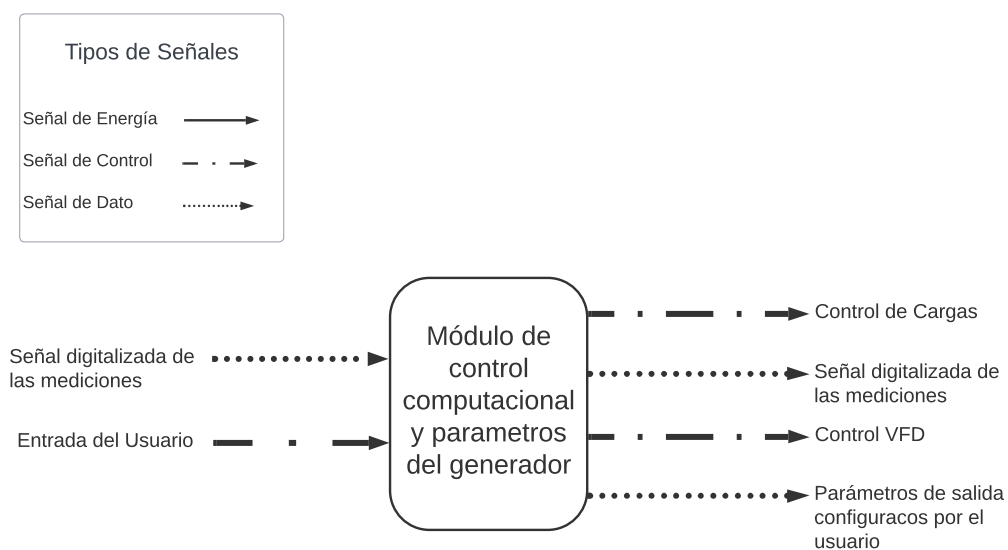 Tipos de Señales
Señal de Energía
Señal de Control
Señal de Dato
Señal digitalizada de
las mediciones
Entrada del Usuario
Módulo de
control
computacional
y parametros
del generador
Control de Cargas
Señal digitalizada de
las mediciones
Control VFD
Parámetros de salida
configuracos por el
usuario